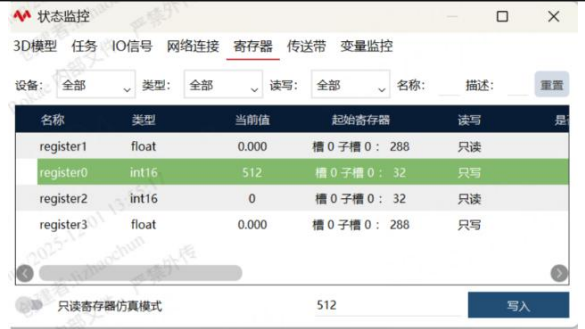 状态监控
3D模型 任务 IO信号 网络连接 寄存器 传送带 变量监控
设备: 全部 类型: 全部 读写: 全部 名称: 描述: 重置
名称 类型 当前值 起始寄存器 读写
register1 float 0.000 槽 0 子槽 0: 288 只读
register0 int16 512 槽 0 子槽 0: 32 只写
register2 int16 0 槽 0 子槽 0: 32 只读
register3 float 0.000 槽 0 子槽 0: 288 只写
只读寄存器仿真模式 512 写入